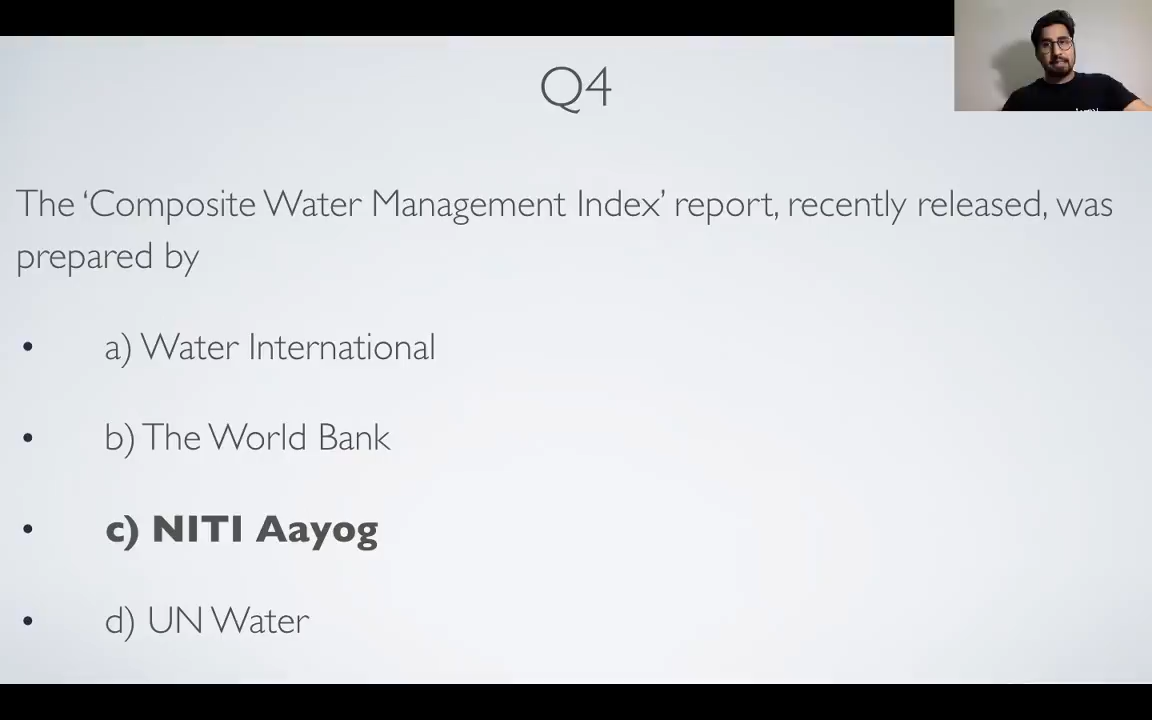 Q4
The ‘Composite Water Management Index’ report, recently released, was
prepared by
• a) Water International
• b) The World Bank
• c) NITI Aayog
• d) UN Water